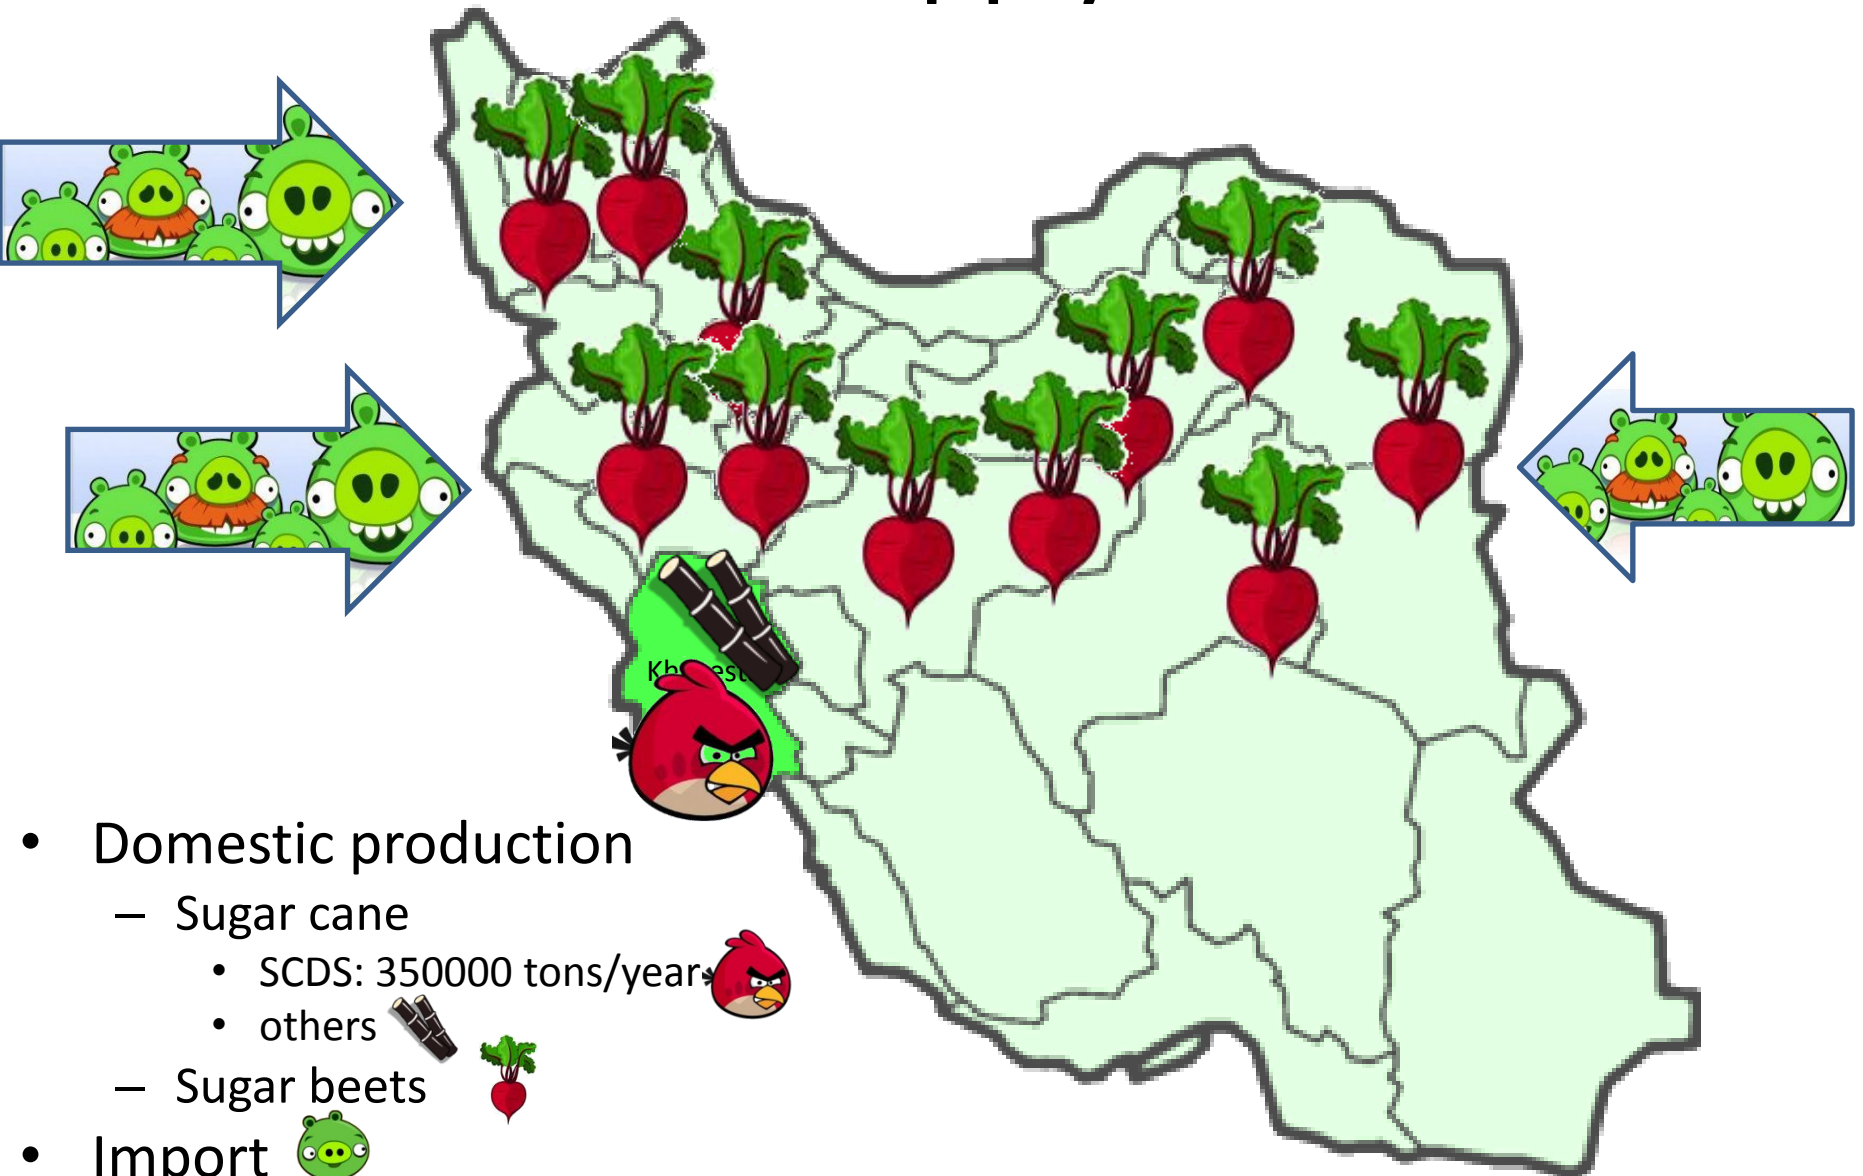 • Domestic production
– Sugar cane
• SCDS: 350000 tons/year
• others
– Sugar beets
• Import